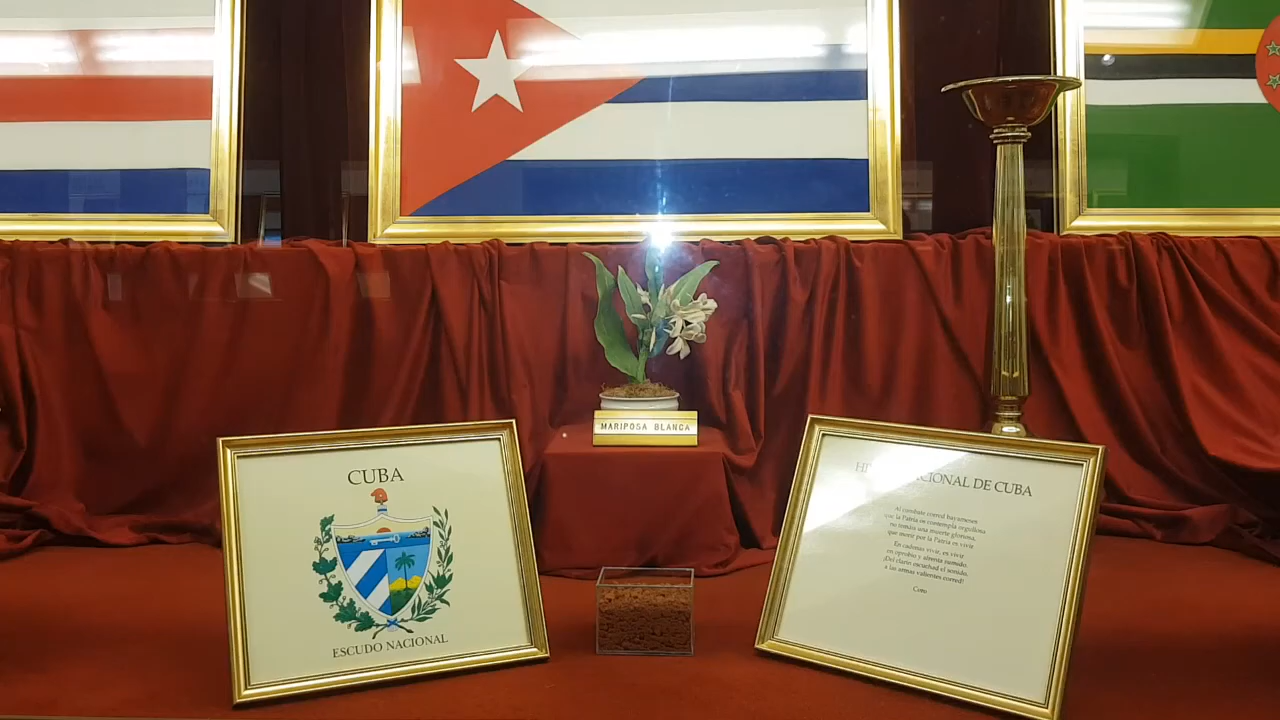 MARIPOSA BLANCA
CUBA
ESCUDO NACIONAL
NACIONAL DE CUBA
Al combate corred bayameses
que la Patria os contempla orgullosa
no temáis una muerte gloriosa,
que morir por la Patria es vivir
En cadenas vivir, es vivir
en oprobio y afrenta sumido.
¡Del clarín escuchad el sonido,
a las armas valientes corred!
Coro